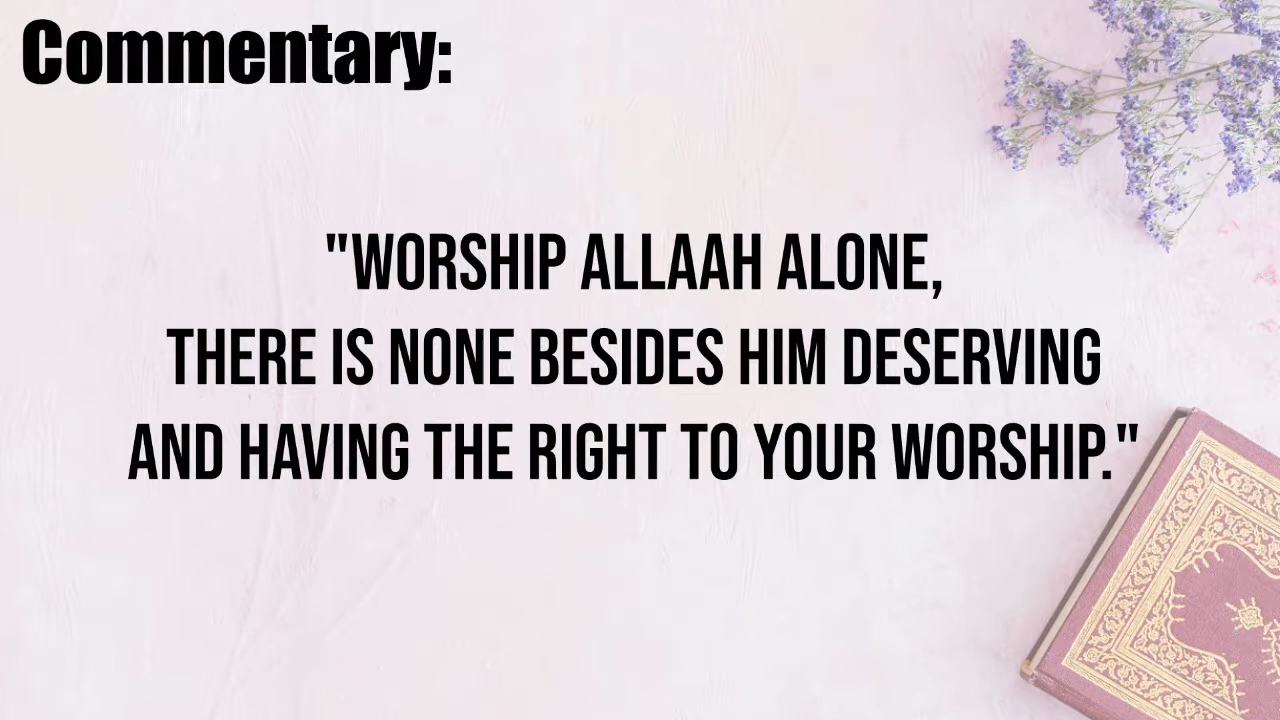 Commentary:
"WORSHIP ALLAAH ALONE,
THERE IS NONE BESIDES HIM DESERVING
AND HAVING THE RIGHT TO YOUR WORSHIP."